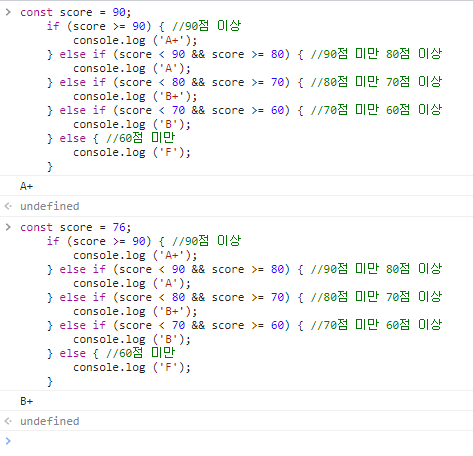 const score = 90;
if (score >= 90) { //90점 이상
console.log ('A+');
} else if (score < 90 && score >= 80) { //90점 미만 80점 이상
console.log ('A');
} else if (score < 80 && score >= 70) { //80점 미만 70점 이상
console.log ('B+');
} else if (score < 70 && score >= 60) { //70점 미만 60점 이상
console.log ('B');
} else { //60점 미만
console.log ('F');
}
A+
undefined
const score = 76;
if (score >= 90) { //90점 이상
console.log ('A+');
} else if (score < 90 && score >= 80) { //90점 미만 80점 이상
console.log ('A');
} else if (score < 80 && score >= 70) { //80점 미만 70점 이상
console.log ('B+');
} else if (score < 70 && score >= 60) { //70점 미만 60점 이상
console.log ('B');
} else { //60점 미만
console.log ('F');
}
B+
undefined